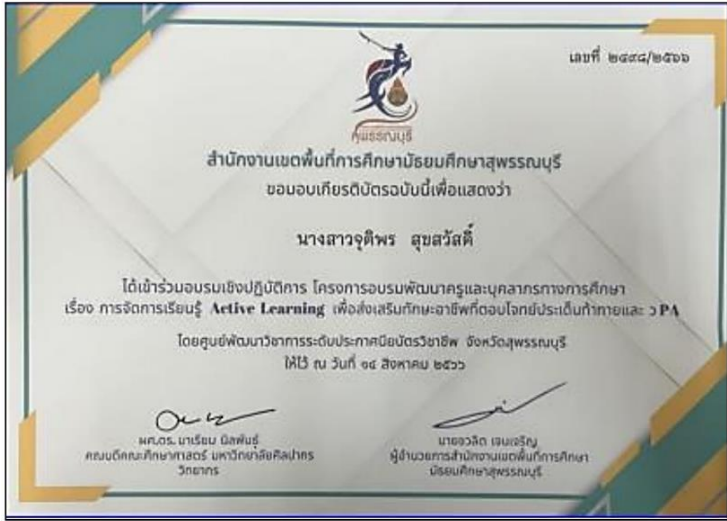 เลขที่ ๒๔๙๘/๒๕๖๖
สุพรรณบุรี
สำนักงานเขตพื้นที่การศึกษามัธยมศึกษาสุพรรณบุรี
ขอมอบเกียรติบัตรฉบับนี้เพื่อแสดงว่า
นางสาวจุติพร สุขสวัสดิ์
ได้เข้าร่วมอบรมเชิงปฏิบัติการ โครงการอบรมพัฒนาครูและบุคลากรทางการศึกษา
เรื่อง การจัดการเรียนรู้ Active Learning เพื่อส่งเสริมทักษะอาชีพที่ตอบโจทย์ประเด็นท้าทายและ ว PA
โดยศูนย์พัฒนาวิชาการระดับประกาศนียบัตรวิชาชีพ จังหวัดสุพรรณบุรี
ให้ไว้ ณ วันที่ ๑๙ สิงหาคม ๒๕๖๖
ผศ.ดร. มาเรียม นิลพันธุ์
คณบดีคณะศึกษาศาสตร์ มหาวิทยาลัยศิลปากร
วิทยากร
นายชวลิต เจนเจริญ
ผู้อำนวยการสำนักงานเขตพื้นที่การศึกษา
มัธยมศึกษาสุพรรณบุรี